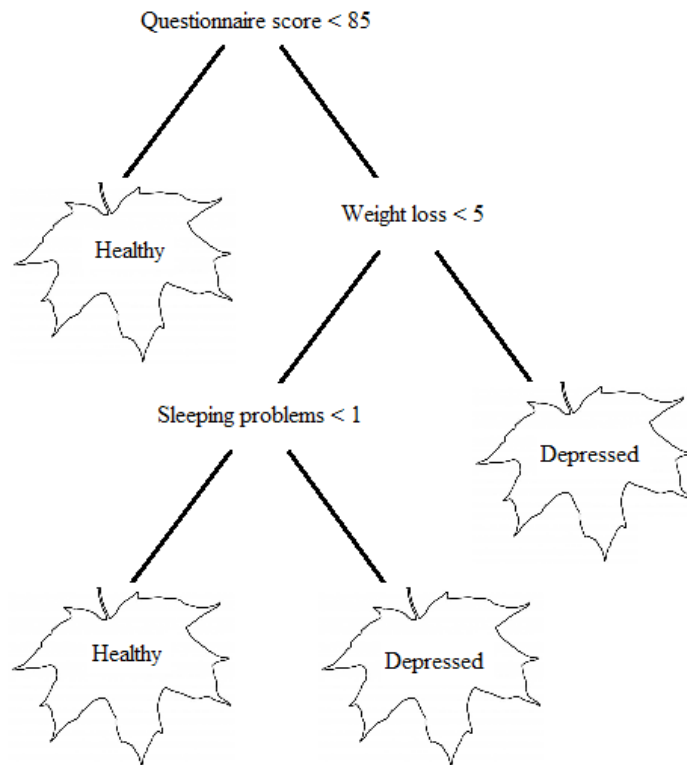 Questionnaire score < 85
Weight loss < 5
Healthy
Sleeping problems < 1
Depressed
Healthy
Depressed